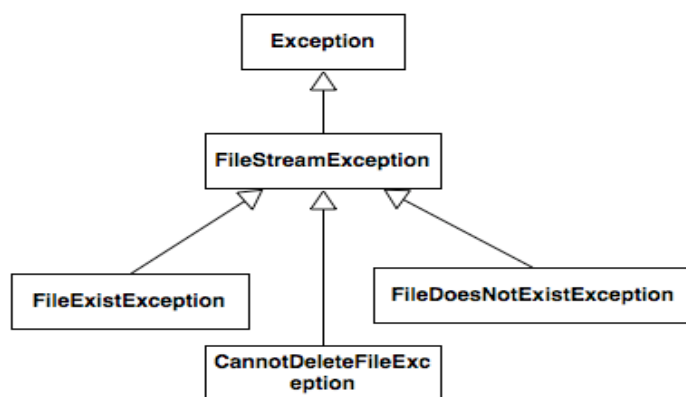 Exception
FileStreamException
FileExistException
FileDoesNotExistException
CannotDeleteFileExc
eption